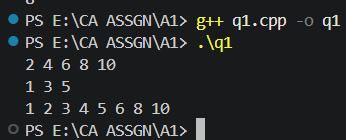 PS E:\CA ASSGN\A1> g++ q1.cpp -o q1
PS E:\CA ASSGN\A1> .\q1
2 4 6 8 10
1 3 5
1 2 3 4 5 6 8 10
PS E:\CA ASSGN\A1>